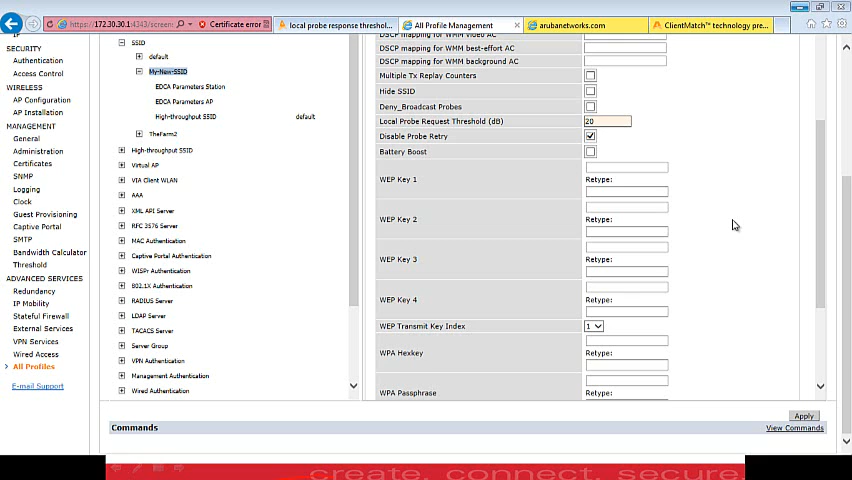 https://172.30.30.1:4343/screen
Certificate error
local probe response threshol...
All Profile Management
arubanetworks.com
ClientMatch™ technology pre...
SECURITY
Authentication
Access Control
WIRELESS
AP Configuration
AP Installation
MANAGEMENT
General
Administration
Certificates
SNMP
Logging
Clock
Guest Provisioning
Captive Portal
SMTP
Bandwidth Calculator
Threshold
ADVANCED SERVICES
Redundancy
IP Mobility
Stateful Firewall
External Services
VPN Services
Wired Access
All Profiles
E-mail Support
SSID
default
My-New-SSID
EDCA Parameters Station
EDCA Parameters AP
High-throughput SSID default
TheFarm2
High-throughput SSID
Virtual AP
VIA Client WLAN
AAA
XML API Server
RFC 3576 Server
MAC Authentication
Captive Portal Authentication
WISPr Authentication
802.1X Authentication
RADIUS Server
LDAP Server
TACACS Server
Server Group
VPN Authentication
Management Authentication
Wired Authentication
DSCP mapping for WMM video AC
DSCP mapping for WMM best-effort AC
DSCP mapping for WMM background AC
Multiple Tx Replay Counters
Hide SSID
Deny_Broadcast Probes
Local Probe Request Threshold (dB) 20
Disable Probe Retry
Battery Boost
WEP Key 1 Retype:
WEP Key 2 Retype:
WEP Key 3 Retype:
WEP Key 4 Retype:
WEP Transmit Key Index 1
WPA Hexkey Retype:
WPA Passphrase Retype:
Apply
Commands View Commands
create. connect. secure.